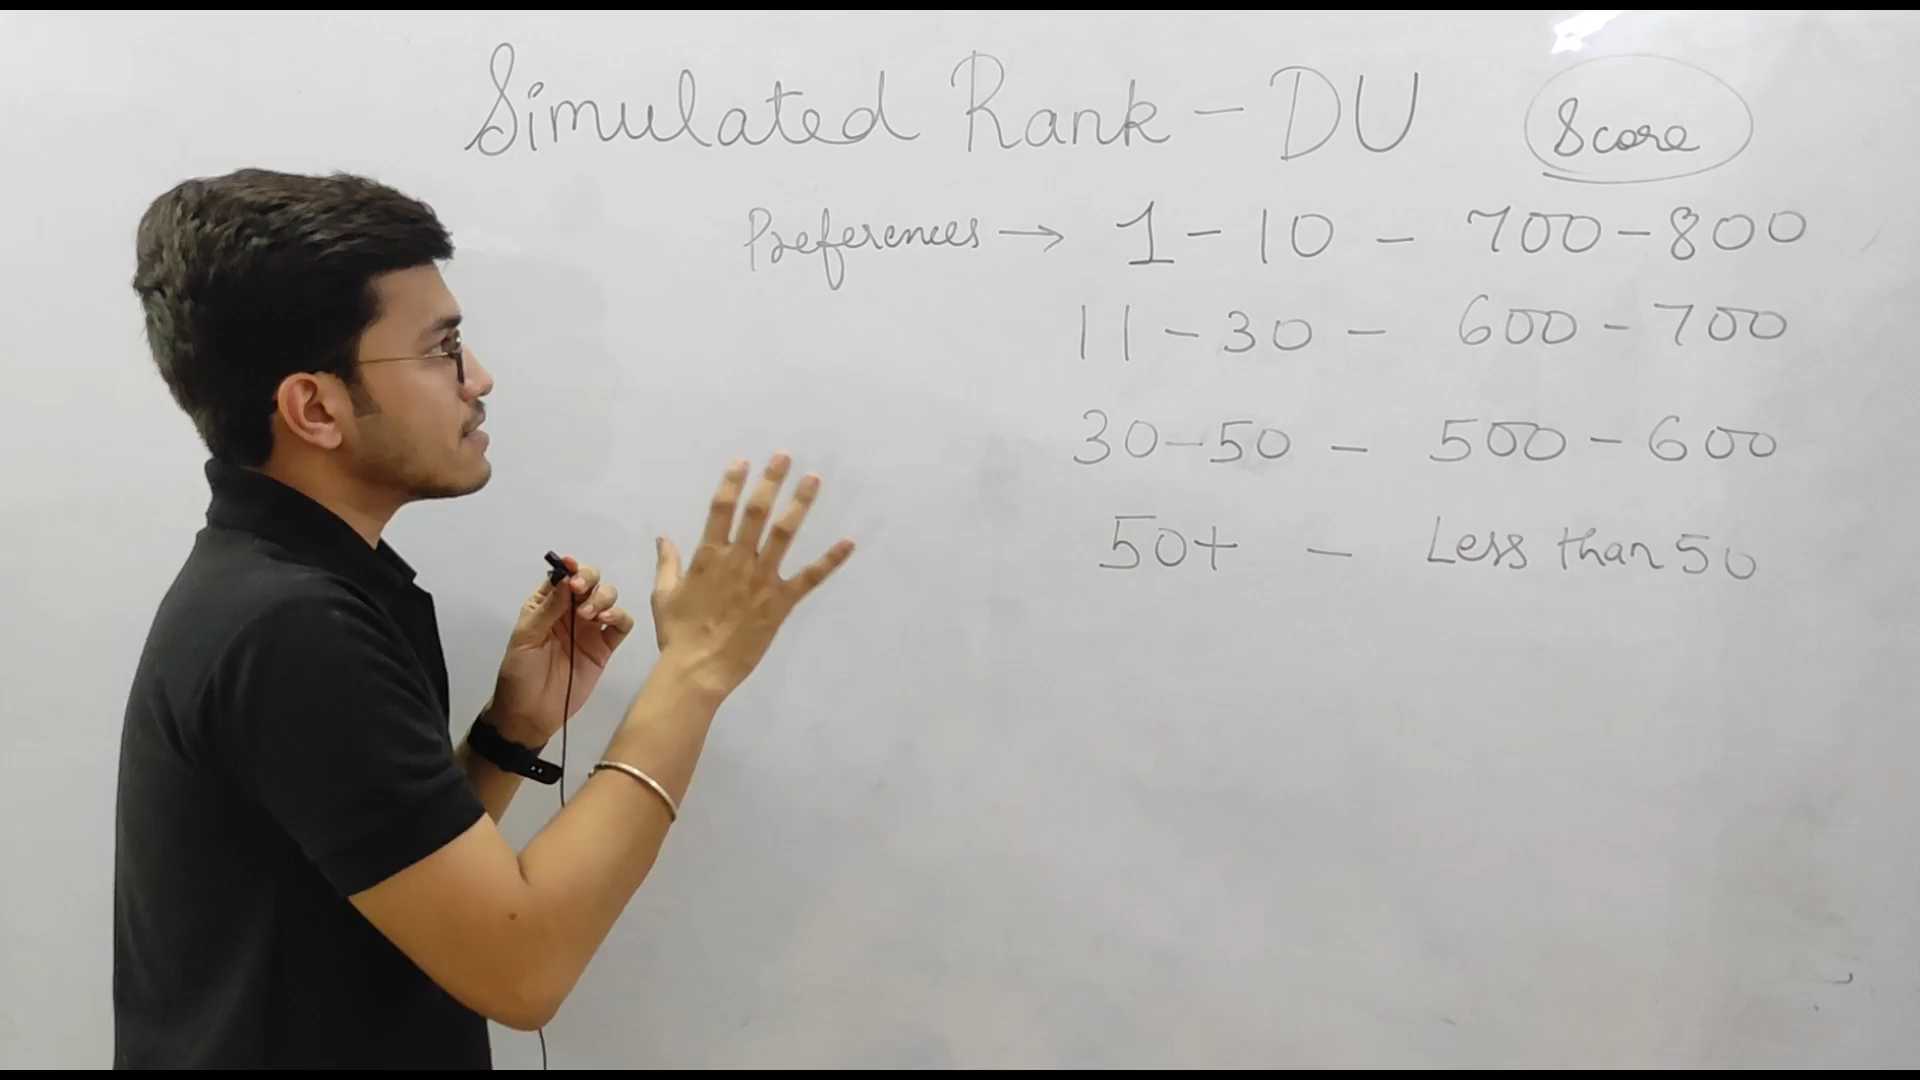 Simulated Rank - DU Score
Preferences → 1 - 10 - 700 - 800
11 - 30 - 600 - 700
30 - 50 - 500 - 600
50+ - Less than 50